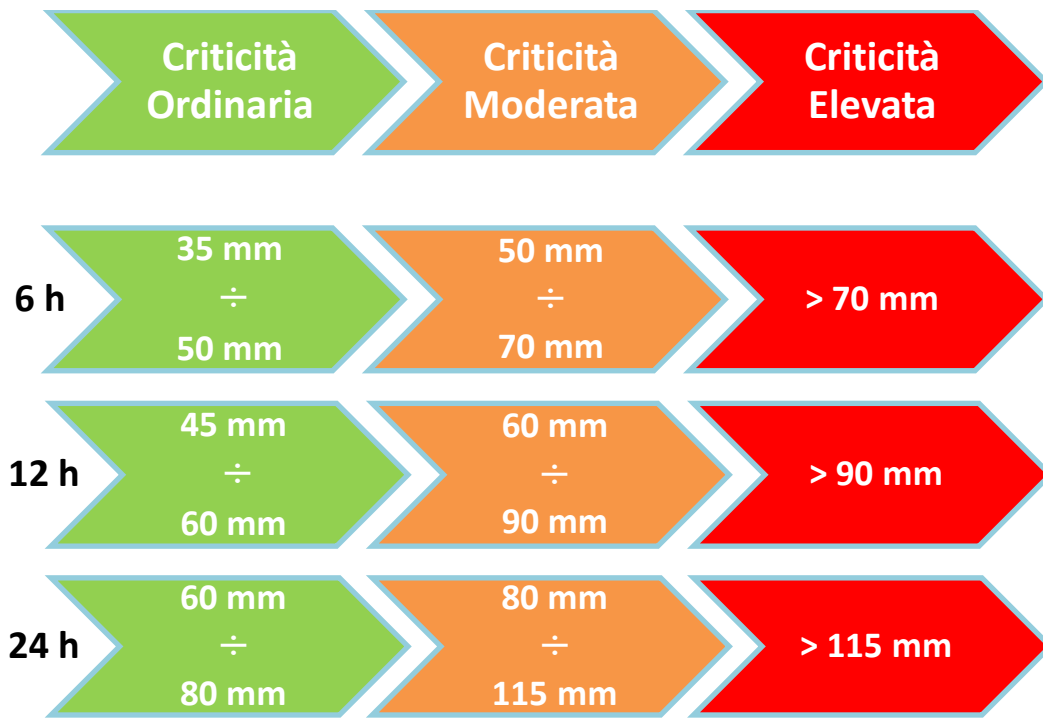 Criticità
Ordinaria
Criticità
Moderata
Criticità
Elevata
6 h
35 mm
÷
50 mm
50 mm
÷
70 mm
> 70 mm
12 h
45 mm
÷
60 mm
60 mm
÷
90 mm
> 90 mm
24 h
60 mm
÷
80 mm
80 mm
÷
115 mm
> 115 mm